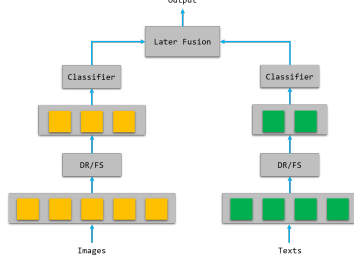 Output
Later Fusion
Classifier
Classifier
DR/FS
DR/FS
Images
Texts